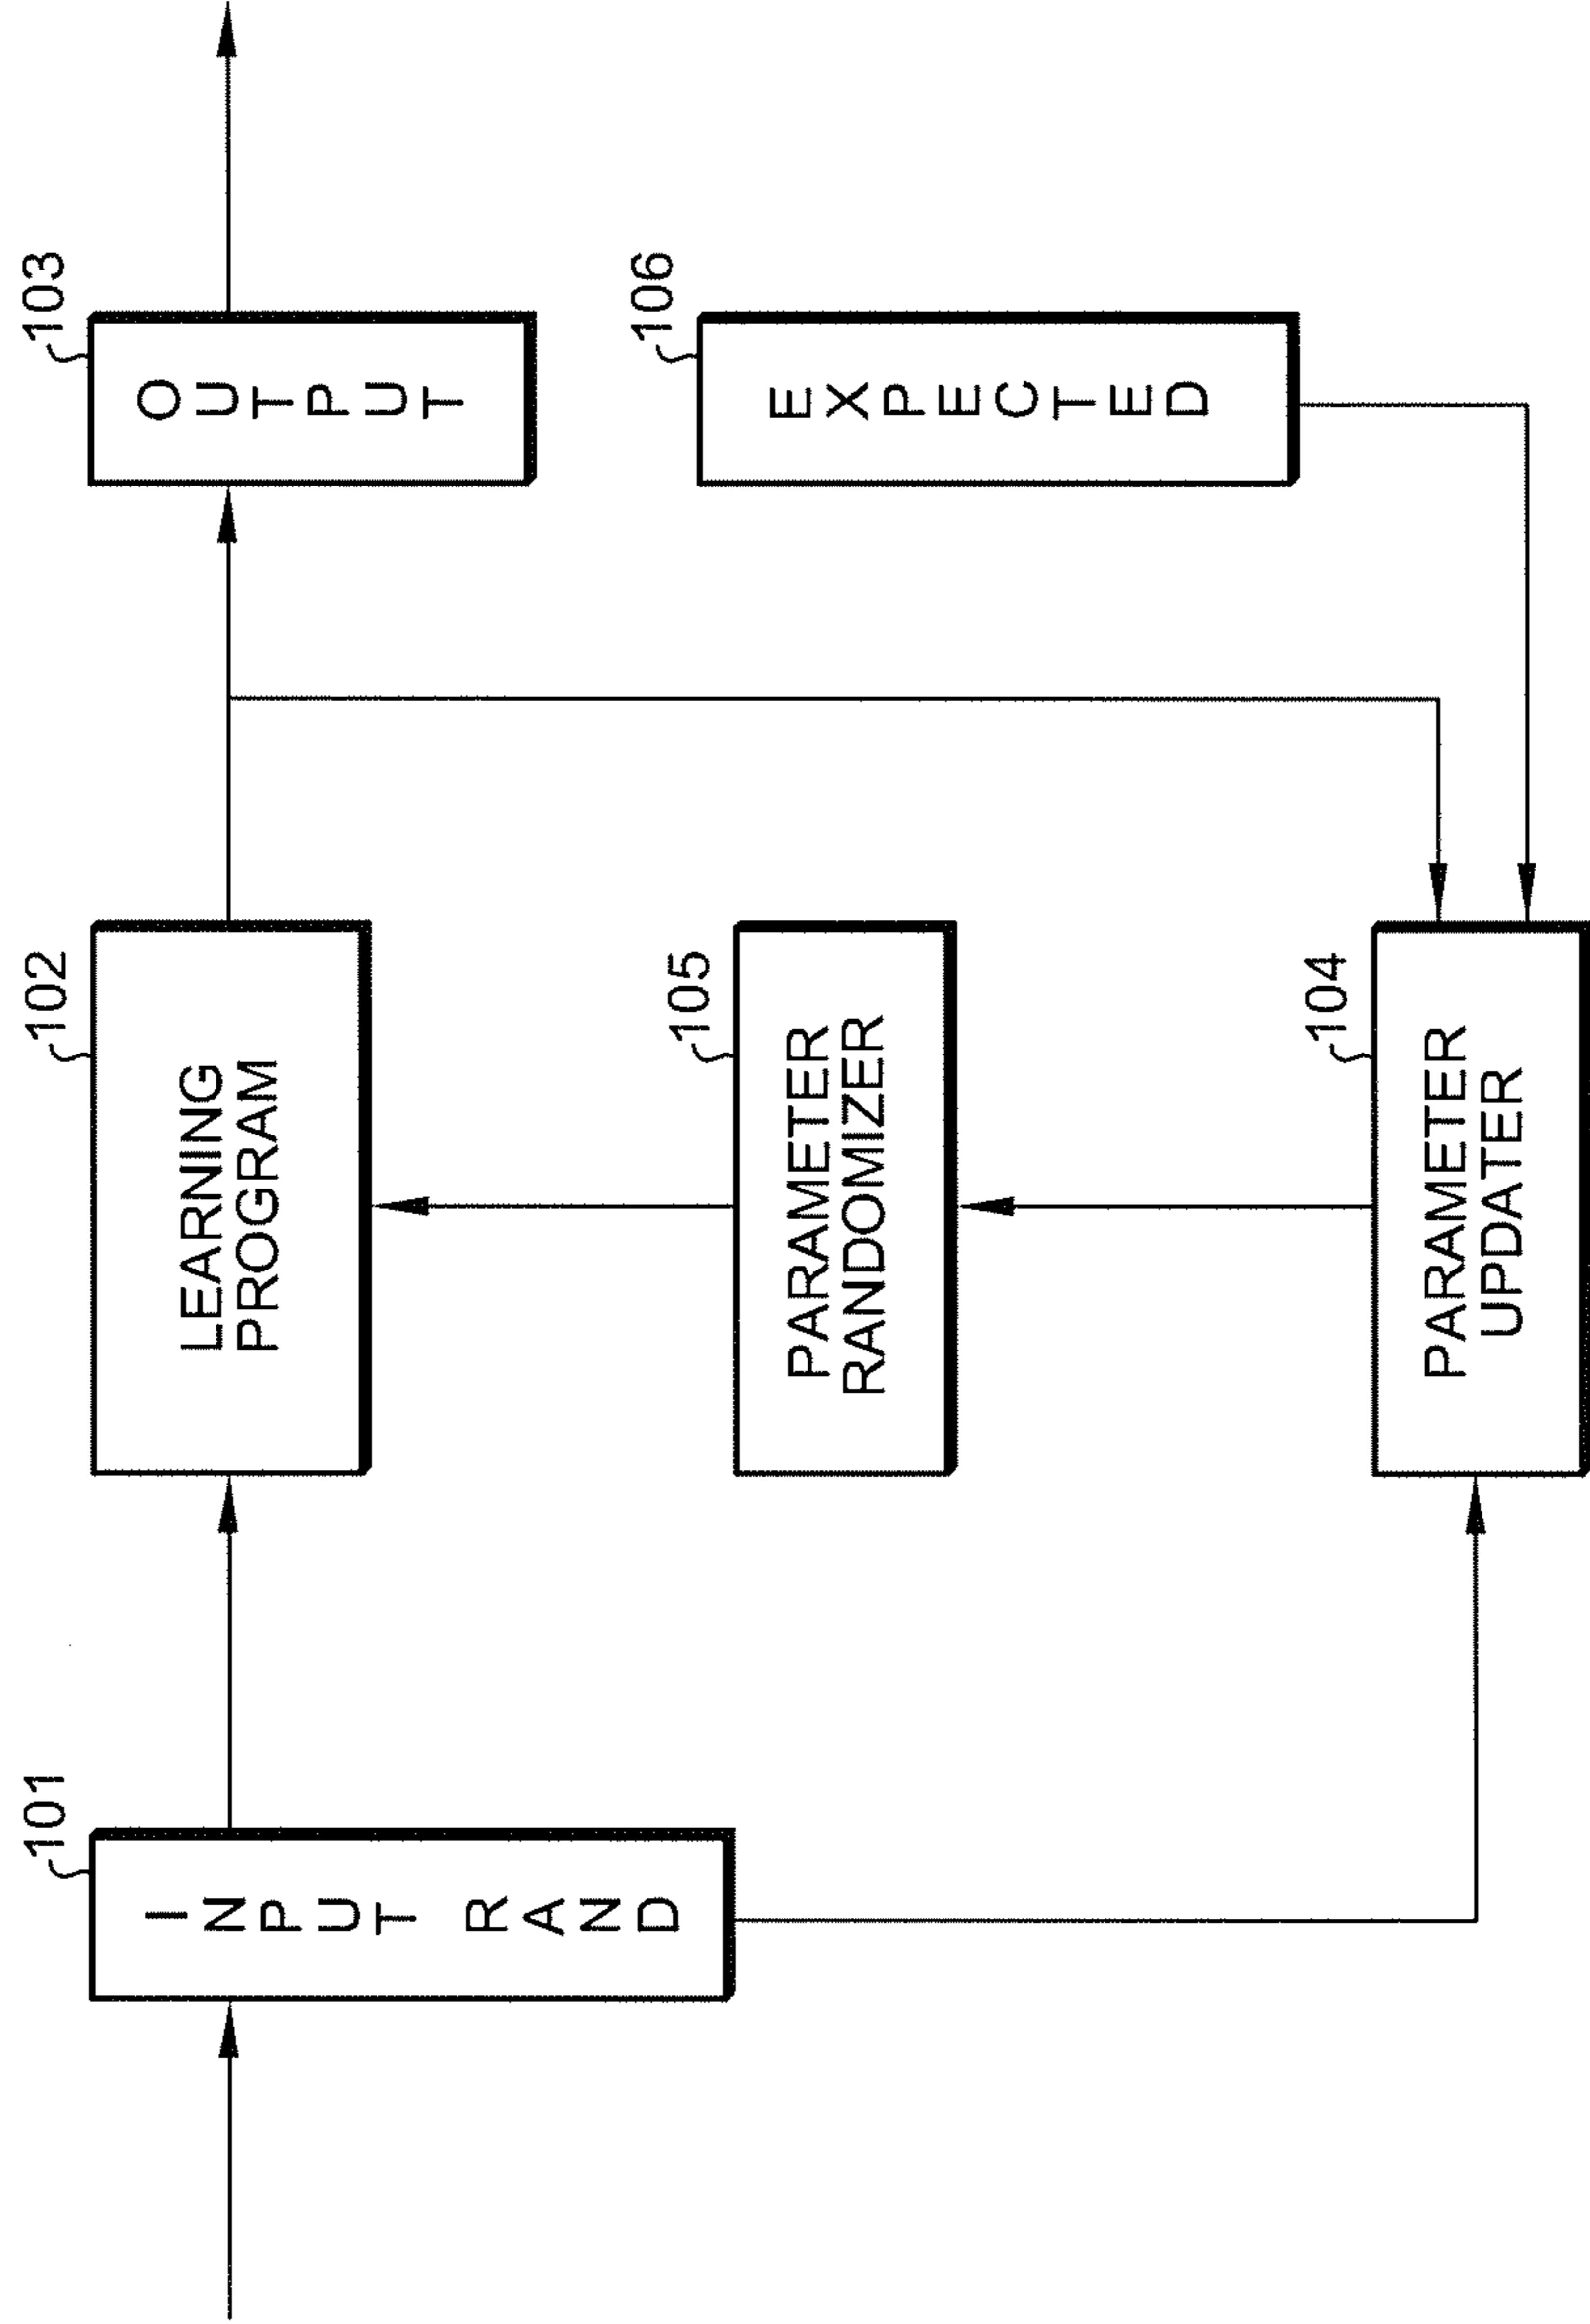 101
INPUT RAND
102
LEARNING
PROGRAM
103
OUTPUT
105
PARAMETER
RANDOMIZER
106
EXPECTED
104
PARAMETER
UPDATER